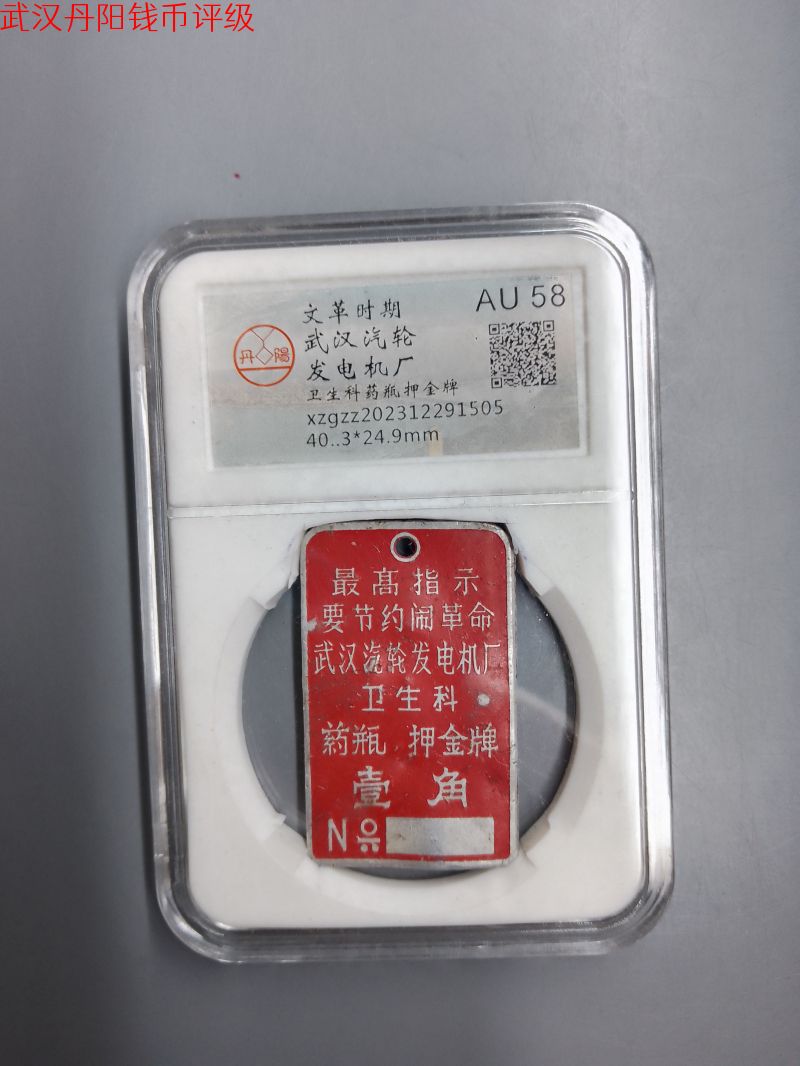 武汉丹阳钱币评级
文革时期
AU 58
武汉汽轮
发电机厂
丹陽
卫生科药瓶押金牌
xzgzz202312291505
40..3*24.9mm
最高指示
要节约闹革命
武汉汽轮发电机厂
卫生科
药瓶 押金牌
壹角
No